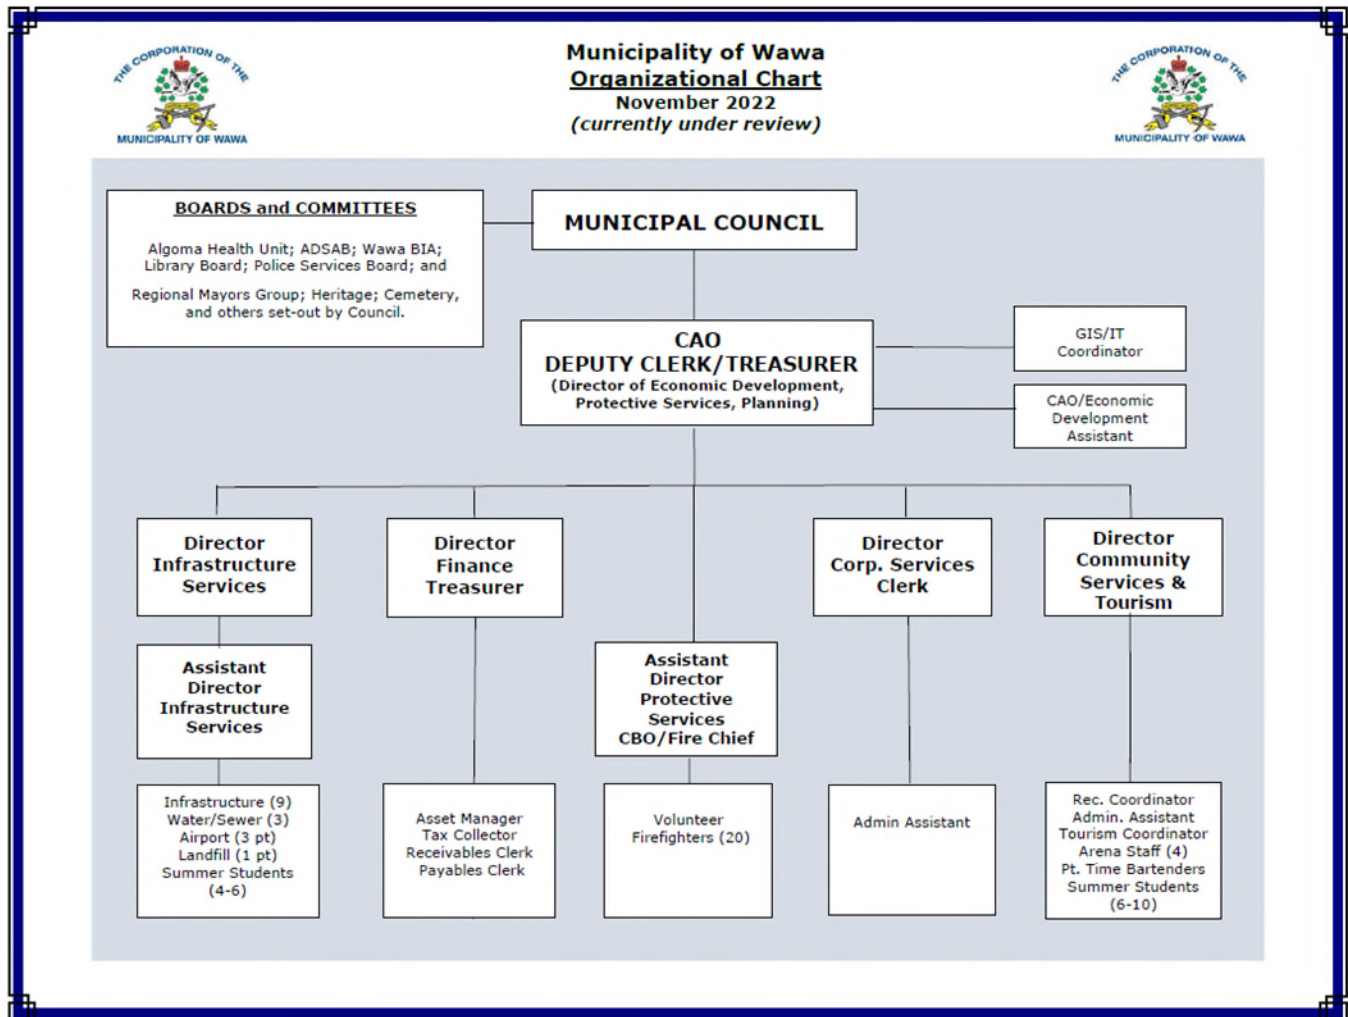 THE CORPORATION OF THE
MUNICIPALITY OF WAWA
Municipality of Wawa
Organizational Chart
November 2022
(currently under review)
THE CORPORATION OF THE
MUNICIPALITY OF WAWA
BOARDS and COMMITTEES
Algoma Health Unit; ADSAB; Wawa BIA;
Library Board; Police Services Board; and
Regional Mayors Group; Heritage; Cemetery,
and others set-out by Council.
MUNICIPAL COUNCIL
CAO
DEPUTY CLERK/TREASURER
(Director of Economic Development,
Protective Services, Planning)
GIS/IT
Coordinator
CAO/Economic
Development
Assistant
Director
Infrastructure
Services
Director
Finance
Treasurer
Director
Corp. Services
Clerk
Director
Community
Services &
Tourism
Assistant
Director
Infrastructure
Services
Assistant
Director
Protective
Services
CBO/Fire Chief
Infrastructure (9)
Water/Sewer (3)
Airport (3 pt)
Landfill (1 pt)
Summer Students
(4-6)
Asset Manager
Tax Collector
Receivables Clerk
Payables Clerk
Volunteer
Firefighters (20)
Admin Assistant
Rec. Coordinator
Admin. Assistant
Tourism Coordinator
Arena Staff (4)
Pt. Time Bartenders
Summer Students
(6-10)